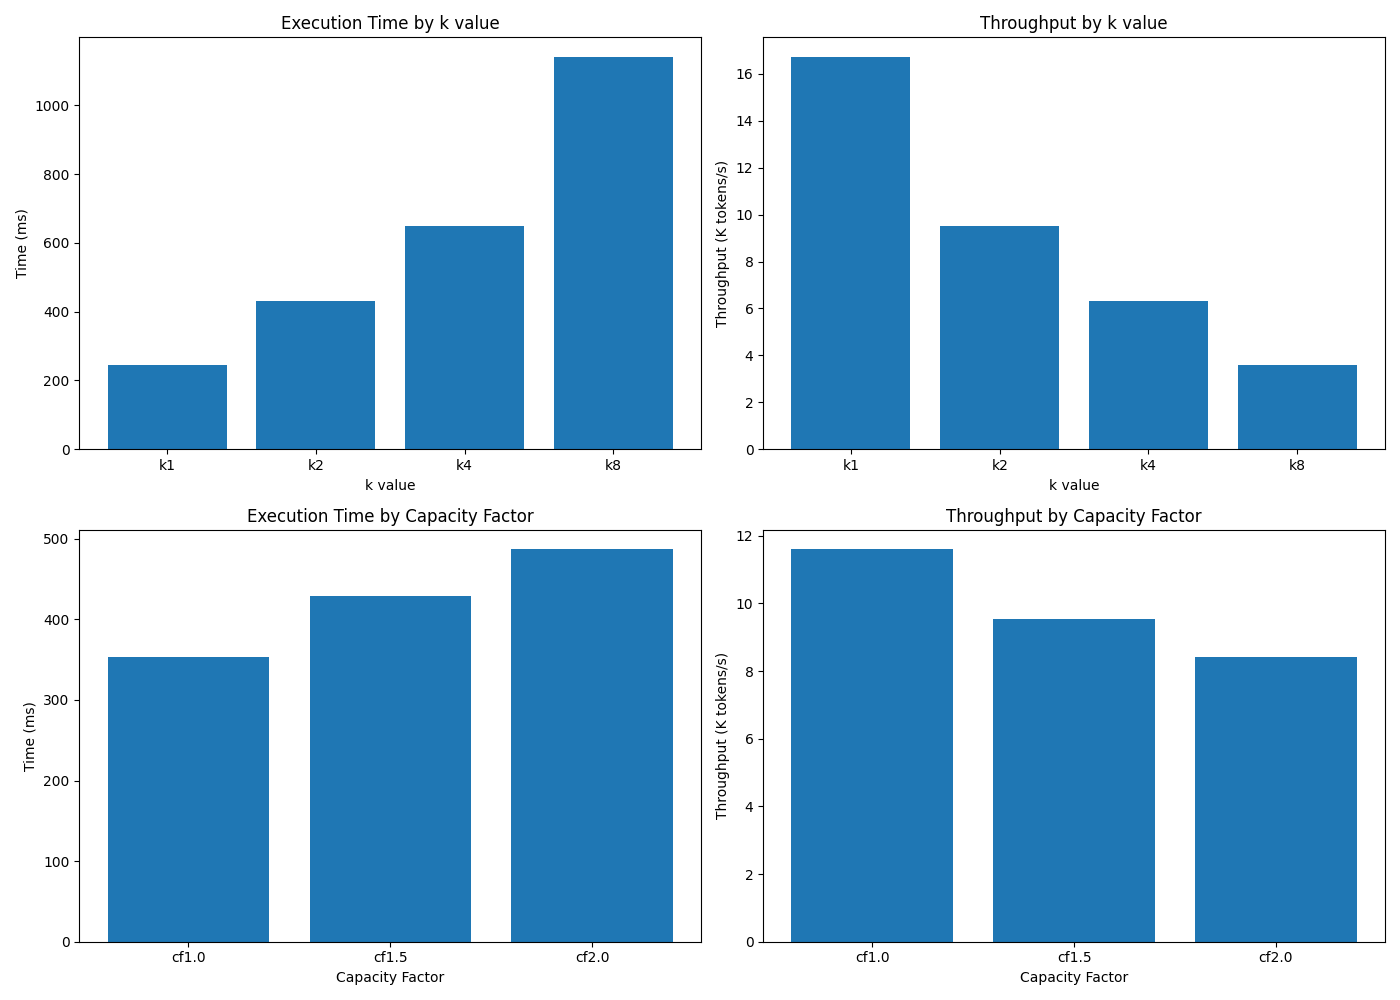 Execution Time by k value
Time (ms)
1000
800
600
400
200
0
k1 k2 k4 k8
k value
Throughput by k value
Throughput (K tokens/s)
16
14
12
10
8
6
4
2
0
k1 k2 k4 k8
k value
Execution Time by Capacity Factor
Time (ms)
500
400
300
200
100
0
cf1.0 cf1.5 cf2.0
Capacity Factor
Throughput by Capacity Factor
Throughput (K tokens/s)
12
10
8
6
4
2
0
cf1.0 cf1.5 cf2.0
Capacity Factor